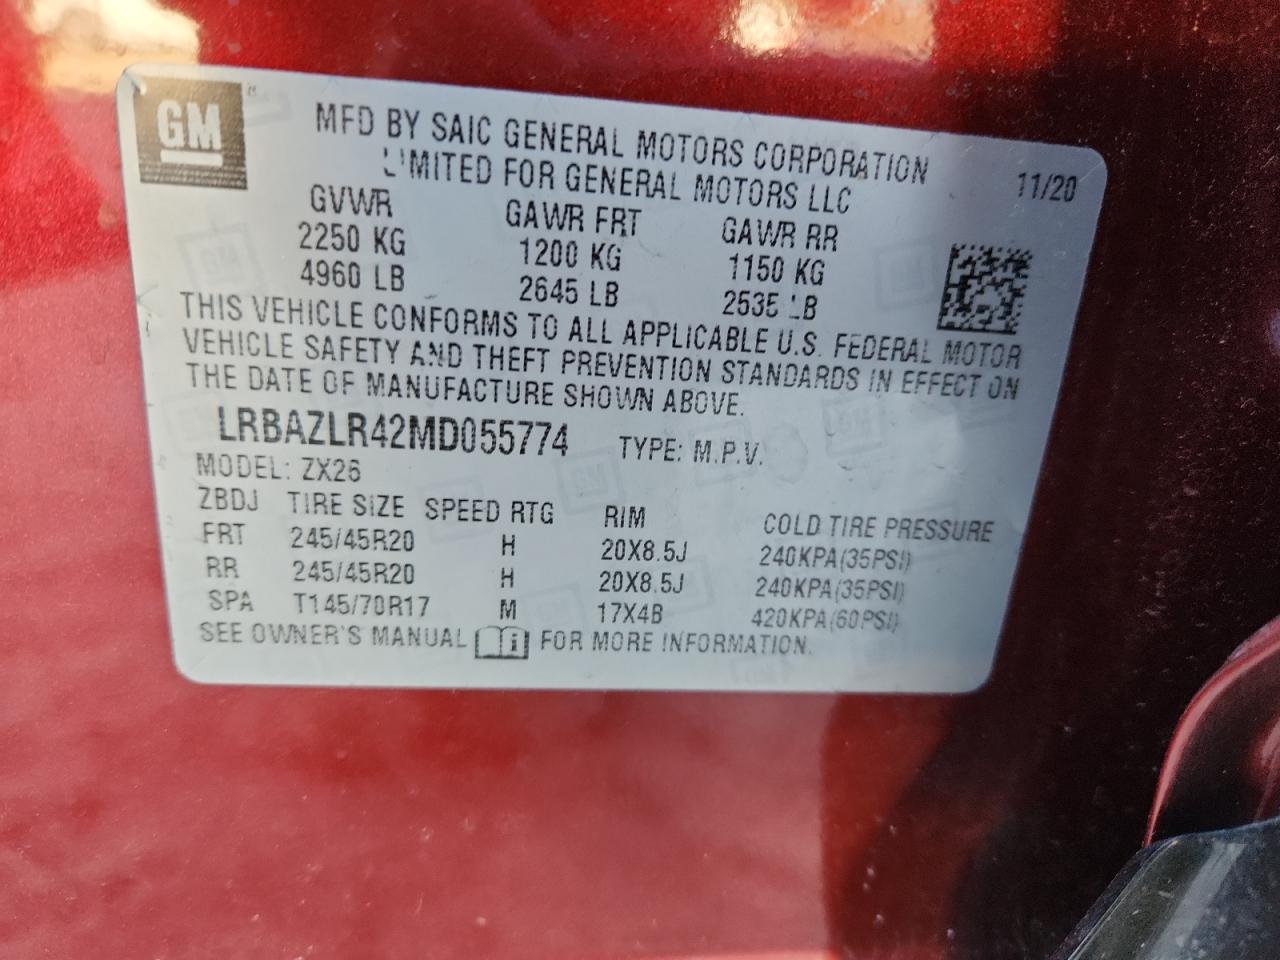 GM
MFD BY SAIC GENERAL MOTORS CORPORATION
LIMITED FOR GENERAL MOTORS LLC
11/20
GVWR GAWR FRT GAWR RR
2250 KG 1200 KG 1150 KG
4960 LB 2645 LB 2535 LB
THIS VEHICLE CONFORMS TO ALL APPLICABLE U.S. FEDERAL MOTOR
VEHICLE SAFETY AND THEFT PREVENTION STANDARDS IN EFFECT ON
THE DATE OF MANUFACTURE SHOWN ABOVE.
LRBAZLR42MD055774 TYPE: M.P.V.
MODEL: ZX26
ZBDJ TIRE SIZE SPEED RTG RIM COLD TIRE PRESSURE
FRT 245/45R20 H 20X8.5J 240KPA(35PSI)
RR 245/45R20 H 20X8.5J 240KPA(35PSI)
SPA T145/70R17 M 17X4B 420KPA(60PSI)
SEE OWNER'S MANUAL FOR MORE INFORMATION.